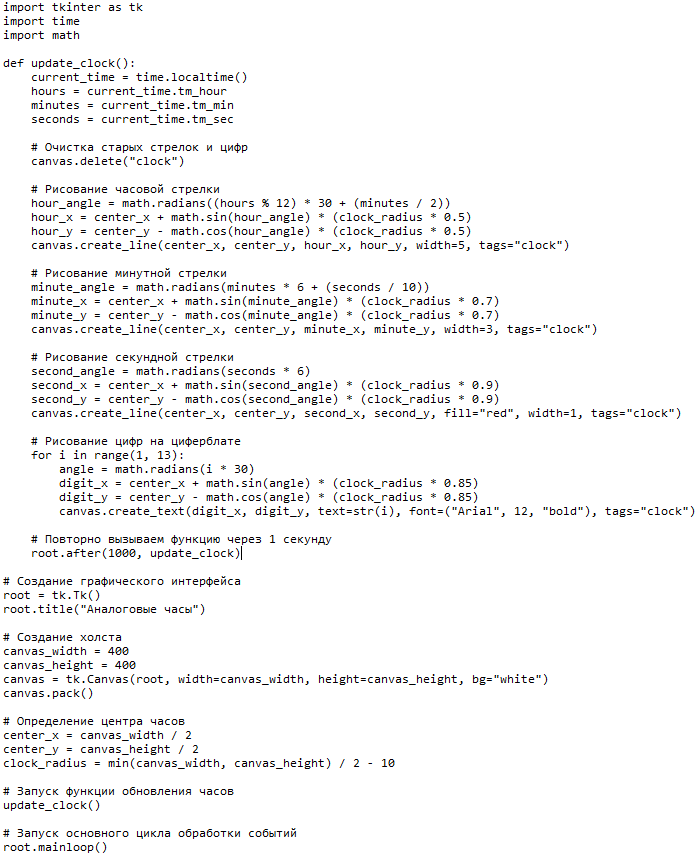 import tkinter as tk
import time
import math

def update_clock():
    current_time = time.localtime()
    hours = current_time.tm_hour
    minutes = current_time.tm_min
    seconds = current_time.tm_sec

    # Очистка старых стрелок и цифр
    canvas.delete("clock")

    # Рисование часовой стрелки
    hour_angle = math.radians((hours % 12) * 30 + (minutes / 2))
    hour_x = center_x + math.sin(hour_angle) * (clock_radius * 0.5)
    hour_y = center_y - math.cos(hour_angle) * (clock_radius * 0.5)
    canvas.create_line(center_x, center_y, hour_x, hour_y, width=5, tags="clock")

    # Рисование минутной стрелки
    minute_angle = math.radians(minutes * 6 + (seconds / 10))
    minute_x = center_x + math.sin(minute_angle) * (clock_radius * 0.7)
    minute_y = center_y - math.cos(minute_angle) * (clock_radius * 0.7)
    canvas.create_line(center_x, center_y, minute_x, minute_y, width=3, tags="clock")

    # Рисование секундной стрелки
    second_angle = math.radians(seconds * 6)
    second_x = center_x + math.sin(second_angle) * (clock_radius * 0.9)
    second_y = center_y - math.cos(second_angle) * (clock_radius * 0.9)
    canvas.create_line(center_x, center_y, second_x, second_y, fill="red", width=1, tags="clock")

    # Рисование цифр на циферблате
    for i in range(1, 13):
        angle = math.radians(i * 30)
        digit_x = center_x + math.sin(angle) * (clock_radius * 0.85)
        digit_y = center_y - math.cos(angle) * (clock_radius * 0.85)
        canvas.create_text(digit_x, digit_y, text=str(i), font=("Arial", 12, "bold"), tags="clock")

    # Повторно вызываем функцию через 1 секунду
    root.after(1000, update_clock)

# Создание графического интерфейса
root = tk.Tk()
root.title("Аналоговые часы")

# Создание холста
canvas_width = 400
canvas_height = 400
canvas = tk.Canvas(root, width=canvas_width, height=canvas_height, bg="white")
canvas.pack()

# Определение центра часов
center_x = canvas_width / 2
center_y = canvas_height / 2
clock_radius = min(canvas_width, canvas_height) / 2 - 10

# Запуск функции обновления часов
update_clock()

# Запуск основного цикла обработки событий
root.mainloop()